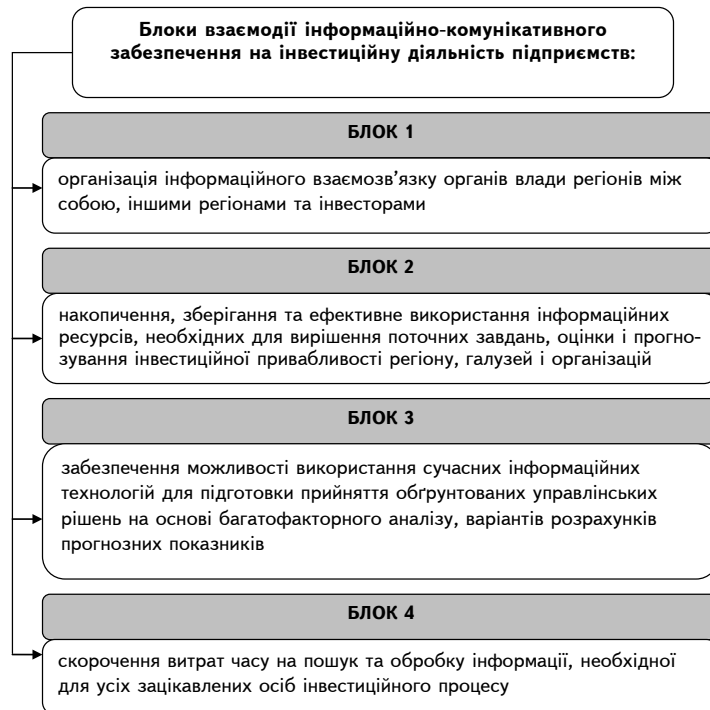 Блоки взаємодії інформаційно-комунікативного
забезпечення на інвестиційну діяльність підприємств:
БЛОК 1
організація інформаційного взаємозв’язку органів влади регіонів між
собою, іншими регіонами та інвесторами
БЛОК 2
накопичення, зберігання та ефективне використання інформаційних
ресурсів, необхідних для вирішення поточних завдань, оцінки і прогно-
зування інвестиційної привабливості регіону, галузей і організацій
БЛОК 3
забезпечення можливості використання сучасних інформаційних
технологій для підготовки прийняття обґрунтованих управлінських
рішень на основі багатофакторного аналізу, варіантів розрахунків
прогнозних показників
БЛОК 4
скорочення витрат часу на пошук та обробку інформації, необхідної
для усіх зацікавлених осіб інвестиційного процесу